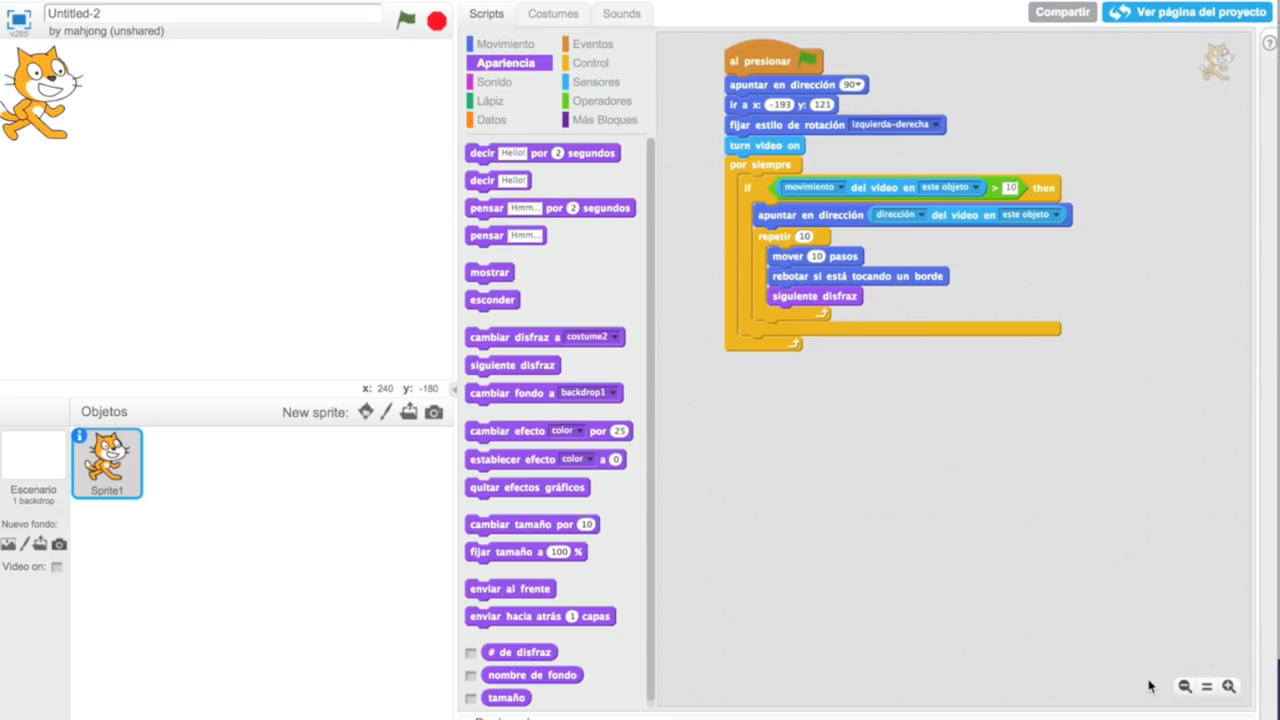 Untitled-2
by mahjong (unshared)
v285
Scripts
Costumes
Sounds
Compartir
Ver página del proyecto
Movimiento
Apariencia
Sonido
Lápiz
Datos
Eventos
Control
Sensores
Operadores
Más Bloques
decir Hello! por 2 segundos
decir Hello!
pensar Hmm... por 2 segundos
pensar Hmm...
mostrar
esconder
cambiar disfraz a costume2
siguiente disfraz
cambiar fondo a backdrop1
cambiar efecto color por 25
establecer efecto color a 0
quitar efectos gráficos
cambiar tamaño por 10
fijar tamaño a 100 %
enviar al frente
enviar hacia atrás 1 capas
# de disfraz
nombre de fondo
tamaño
al presionar
apuntar en dirección 90
ir a x: -193 y: 121
fijar estilo de rotación izquierda-derecha
turn video on
por siempre
if movimiento del video en este objeto > 10 then
apuntar en dirección dirección del video en este objeto
repetir 10
mover 10 pasos
rebotar si está tocando un borde
siguiente disfraz
x: 240 y: -180
Objetos
New sprite:
Sprite1
Escenario
1 backdrop
Nuevo fondo:
Video on: